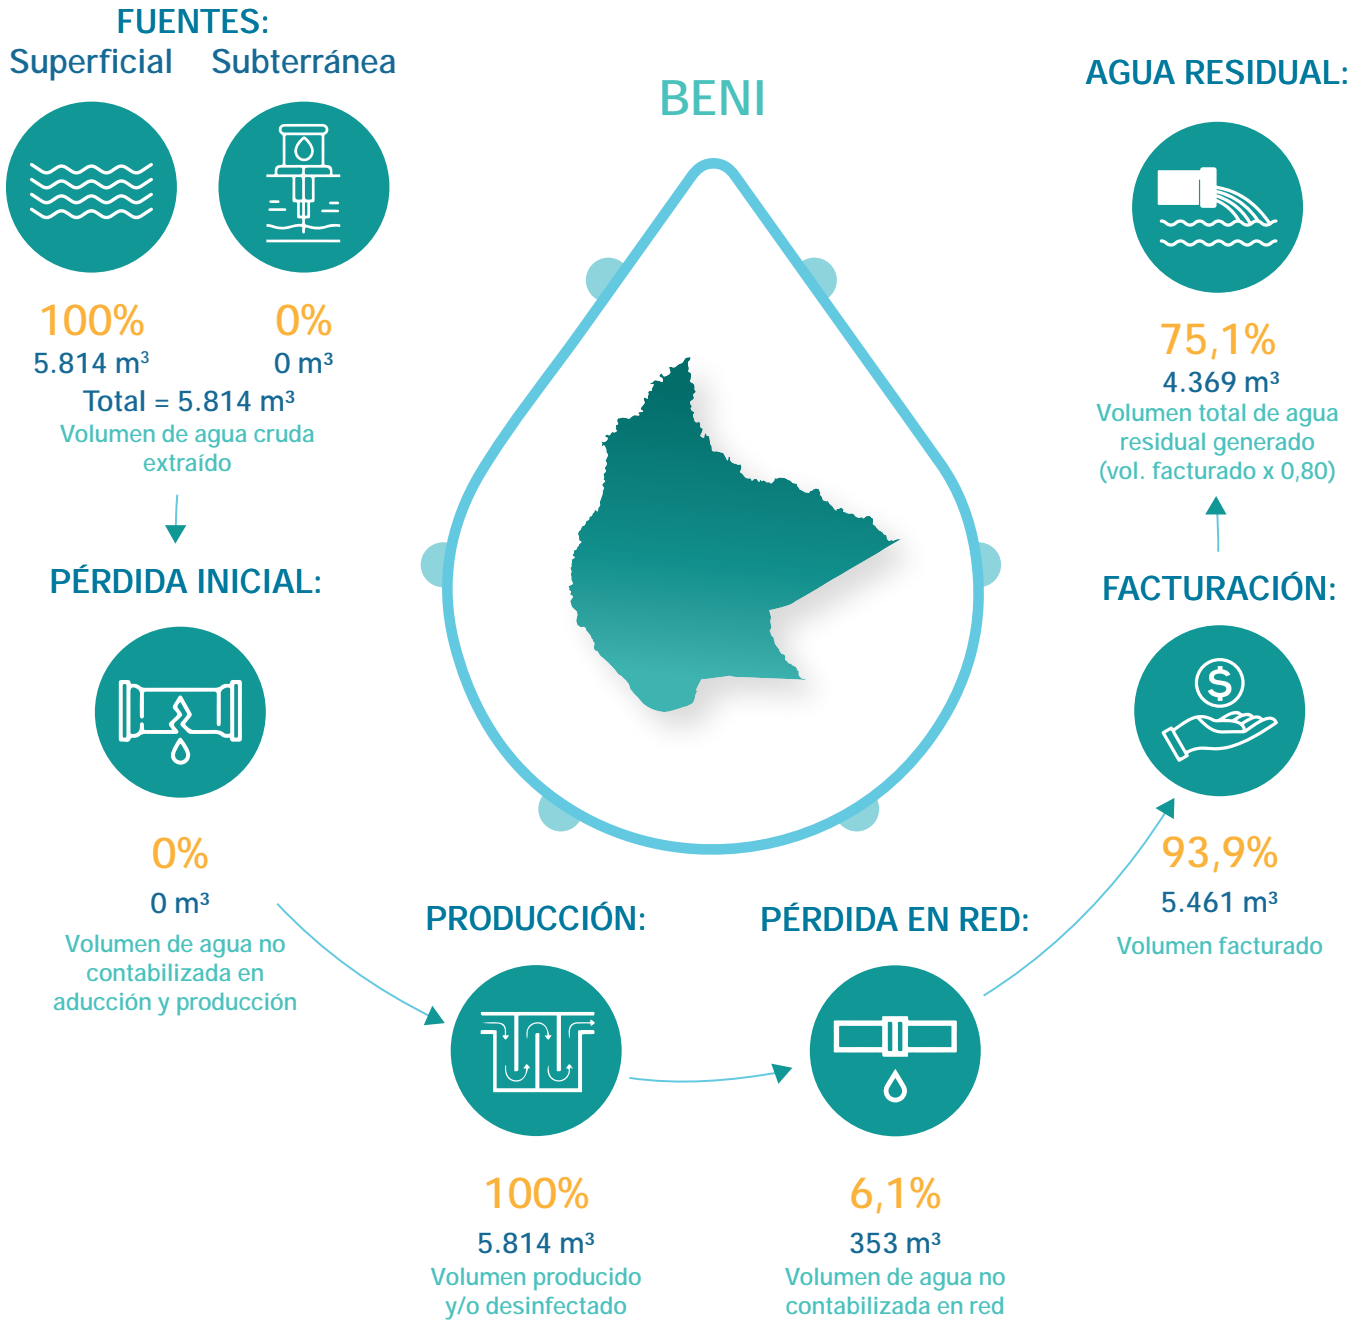 FUENTES:
Superficial
Subterránea
100%
5.814 m³
0%
0 m³
Total = 5.814 m³
Volumen de agua cruda
extraído
PÉRDIDA INICIAL:
0%
0 m³
Volumen de agua no
contabilizada en
aducción y producción
BENI
PRODUCCIÓN:
100%
5.814 m³
Volumen producido
y/o desinfectado
PÉRDIDA EN RED:
6,1%
353 m³
Volumen de agua no
contabilizada en red
FACTURACIÓN:
$
93,9%
5.461 m³
Volumen facturado
AGUA RESIDUAL:
75,1%
4.369 m³
Volumen total de agua
residual generado
(vol. facturado x 0,80)